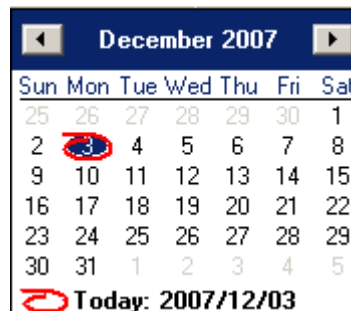 December 2007
Sun Mon Tue Wed Thu Fri Sat
25 26 27 28 29 30 1
2 3 4 5 6 7 8
9 10 11 12 13 14 15
16 17 18 19 20 21 22
23 24 25 26 27 28 29
30 31 1 2 3 4 5
Today: 2007/12/03